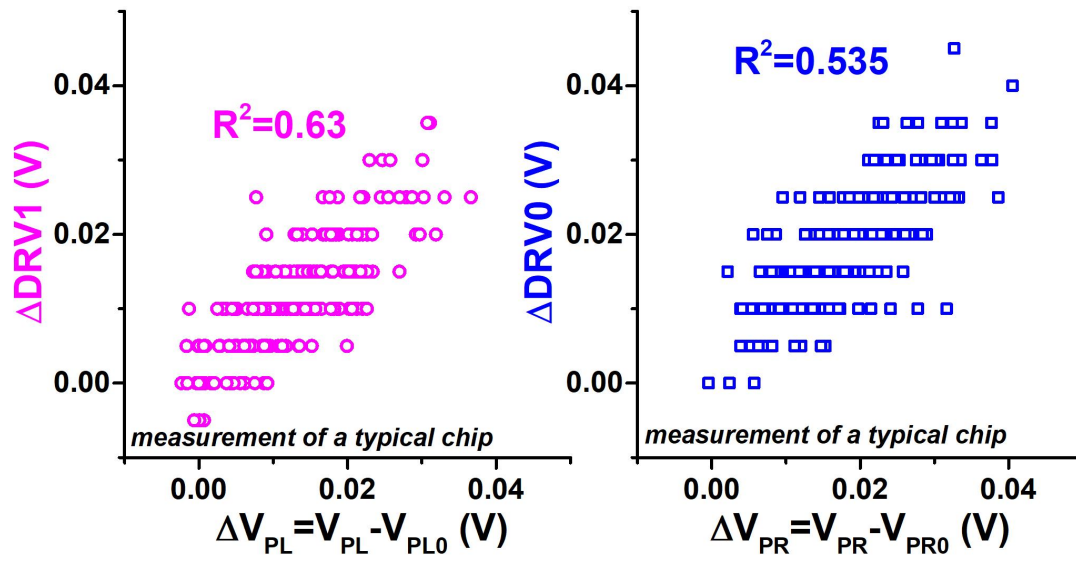 ΔDRV1 (V)
0.04
0.02
0.00
R²=0.63
measurement of a typical chip
0.00 0.02 0.04
ΔV_PL=V_PL-V_PL0 (V)
ΔDRV0 (V)
0.04
0.02
0.00
R²=0.535
measurement of a typical chip
0.00 0.02 0.04
ΔV_PR=V_PR-V_PR0 (V)